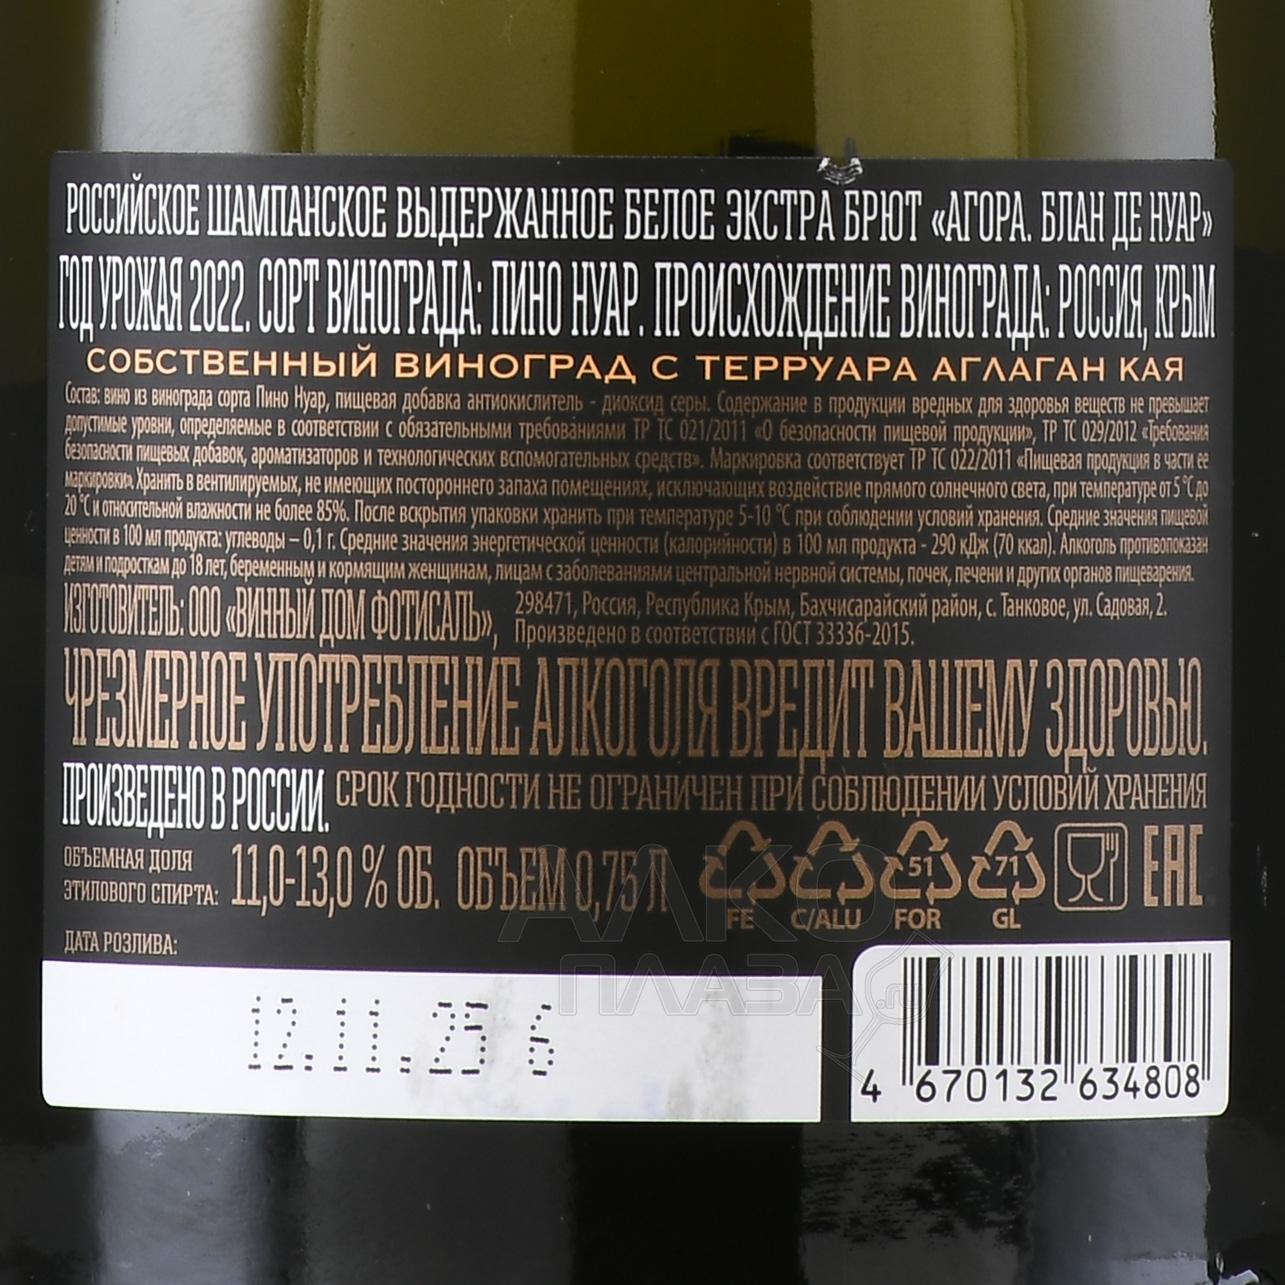 РОССИЙСКОЕ ШАМПАНСКОЕ ВЫДЕРЖАННОЕ БЕЛОЕ ЭКСТРА БРЮТ «АГОРА. БЛАН ДЕ НУАР»
ГОД УРОЖАЯ 2022. СОРТ ВИНОГРАДА: ПИНО НУАР. ПРОИСХОЖДЕНИЕ ВИНОГРАДА: РОССИЯ, КРЫМ
СОБСТВЕННЫЙ ВИНОГРАД С ТЕРРУАРА АГЛАГАН КАЯ
Состав: вино из винограда сорта Пино Нуар, пищевая добавка антиокислитель - диоксид серы. Содержание в продукции вредных для здоровья веществ не превышает
допустимые уровни, определяемые в соответствии с обязательными требованиями ТР ТС 021/2011 «О безопасности пищевой продукции», ТР ТС 029/2012 «Требования
безопасности пищевых добавок, ароматизаторов и технологических вспомогательных средств». Маркировка соответствует ТР ТС 022/2011 «Пищевая продукция в части ее
маркировки». Хранить в вентилируемых, не имеющих постороннего запаха помещениях, исключающих воздействие прямого солнечного света, при температуре от 5 °С до
20 °С и относительной влажности не более 85%. После вскрытия упаковки хранить при температуре 5-10 °С при соблюдении условий хранения. Средние значения пищевой
ценности в 100 мл продукта: углеводы – 0,1 г. Средние значения энергетической ценности (калорийности) в 100 мл продукта - 290 кДж (70 ккал). Алкоголь противопоказан
детям и подросткам до 18 лет, беременным и кормящим женщинам, лицам с заболеваниями центральной нервной системы, почек, печени и других органов пищеварения.
ИЗГОТОВИТЕЛЬ: ООО «ВИННЫЙ ДОМ ФОТИСАЛЬ», 298471, Россия, Республика Крым, Бахчисарайский район, с. Танковое, ул. Садовая, 2.
Произведено в соответствии с ГОСТ 33336-2015.
ЧРЕЗМЕРНОЕ УПОТРЕБЛЕНИЕ АЛКОГОЛЯ ВРЕДИТ ВАШЕМУ ЗДОРОВЬЮ.
ПРОИЗВЕДЕНО В РОССИИ. СРОК ГОДНОСТИ НЕ ОГРАНИЧЕН ПРИ СОБЛЮДЕНИИ УСЛОВИЙ ХРАНЕНИЯ
ОБЪЕМНАЯ ДОЛЯ
ЭТИЛОВОГО СПИРТА: 11,0-13,0 % ОБ. ОБЪЕМ 0,75 Л
51 71
FE C/ALU FOR GL EAC
ДАТА РОЗЛИВА:
12.11.25 6
4 670132 634808
АЛКО
ПЛАЗА.ru